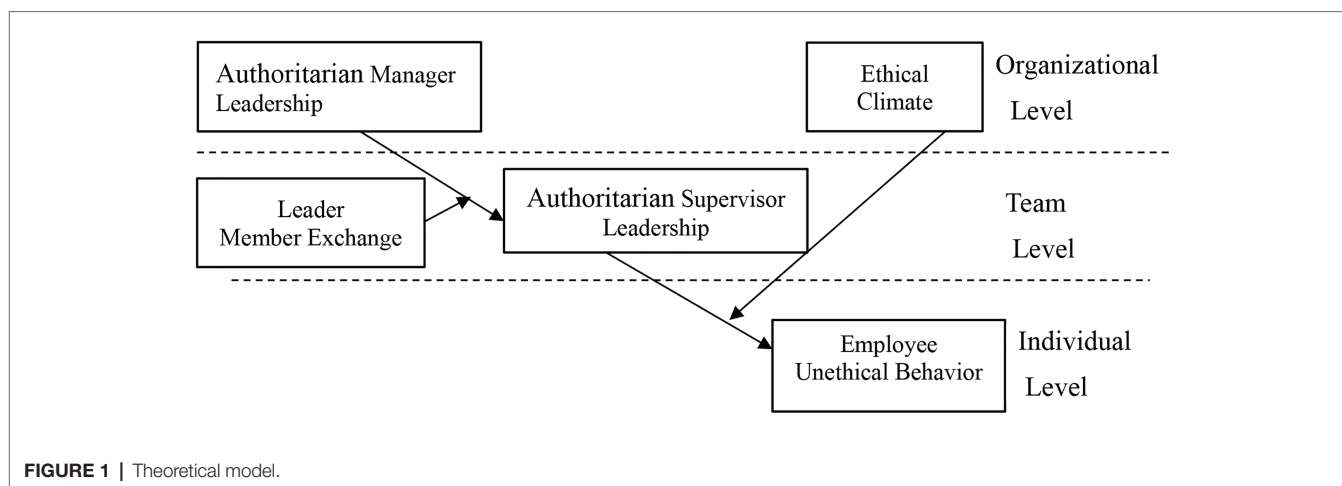 Authoritarian Manager
Leadership
Ethical
Climate
Organizational
Level
Leader
Member Exchange
Authoritarian Supervisor
Leadership
Team
Level
Employee
Unethical Behavior
Individual
Level
FIGURE 1 | Theoretical model.